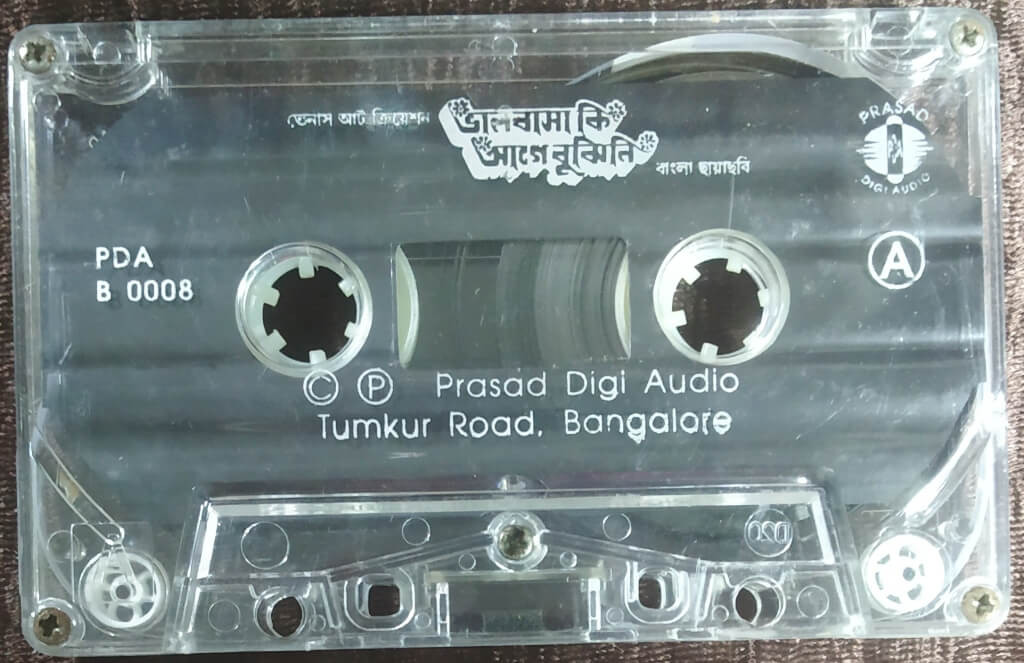 ভেনাস আর্ট ক্রিয়েশন
ভালবাসা কি
আগে বুঝিনি
বাংলা ছায়াছবি
PRASAD
DIGI AUDIO
PDA
B 0008
A
© ℗ Prasad Digi Audio
Tumkur Road, Bangalore